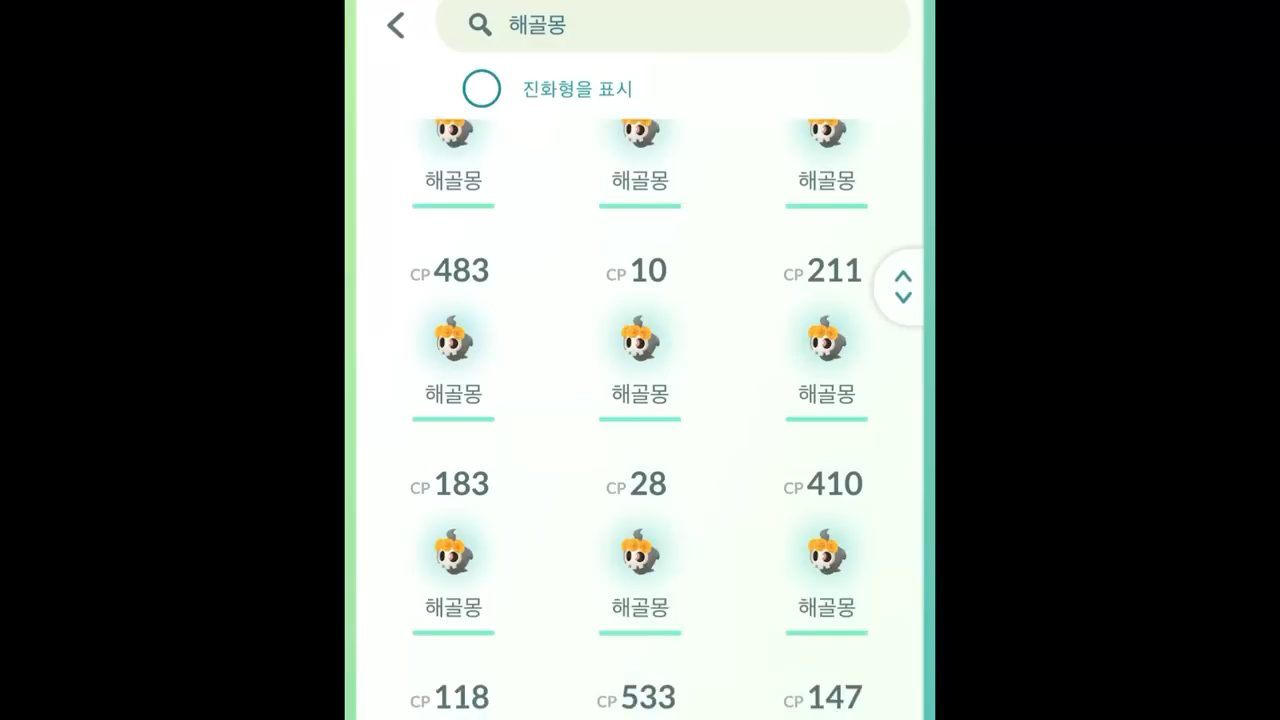 해골몽
진화형을 표시
해골몽 해골몽 해골몽
CP 483 CP 10 CP 211
해골몽 해골몽 해골몽
CP 183 CP 28 CP 410
해골몽 해골몽 해골몽
CP 118 CP 533 CP 147